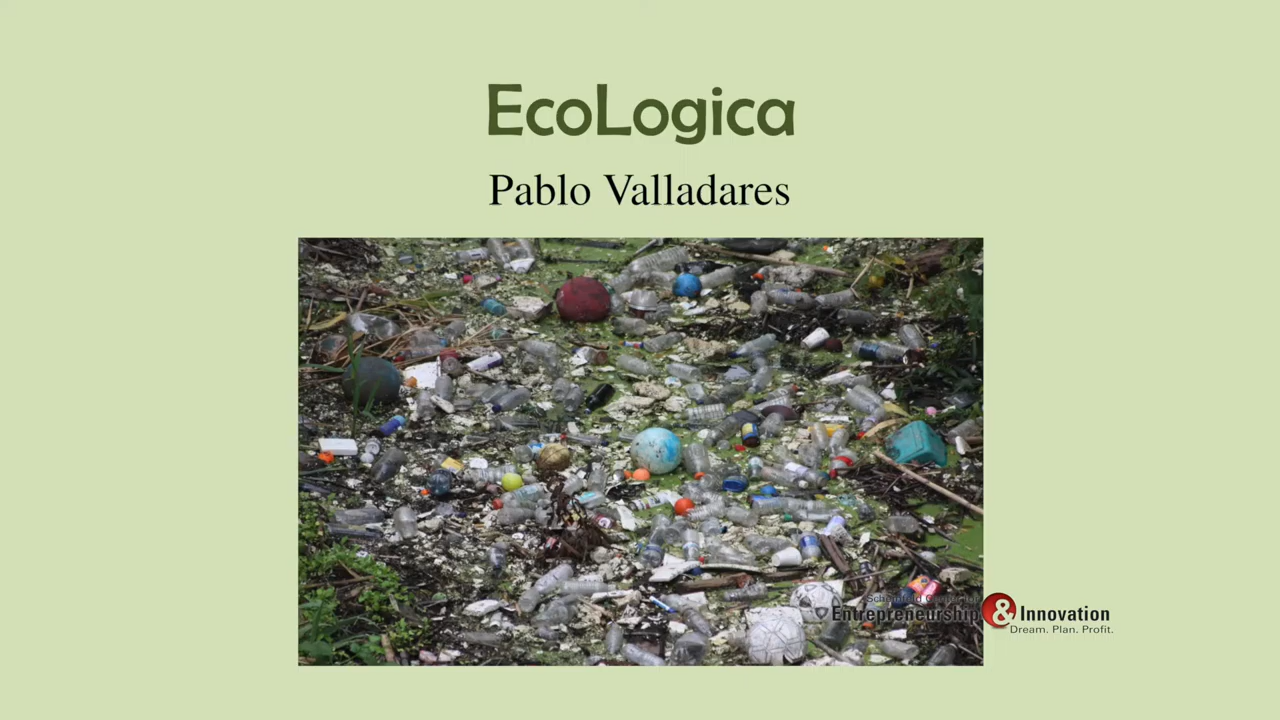 EcoLogica
Pablo Valladares
Entrepreneurship & Innovation
Dream. Plan. Profit.